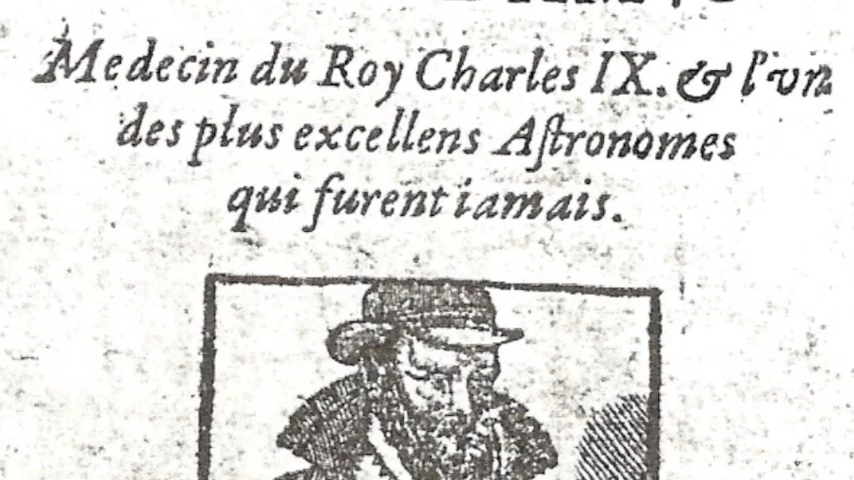 Medecin du Roy Charles IX. & l'vn
des plus excellens Aſtronomes
qui furent iamais.